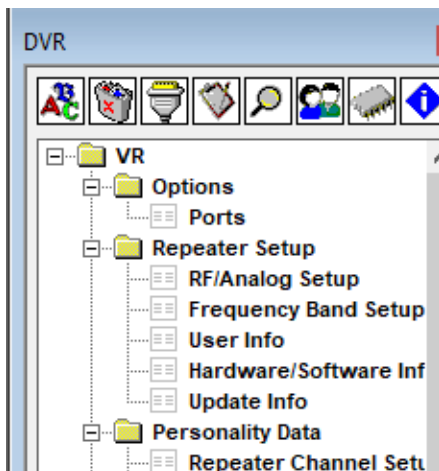 DVR
VR
Options
Ports
Repeater Setup
RF/Analog Setup
Frequency Band Setup
User Info
Hardware/Software Inf
Update Info
Personality Data
Repeater Channel Setu